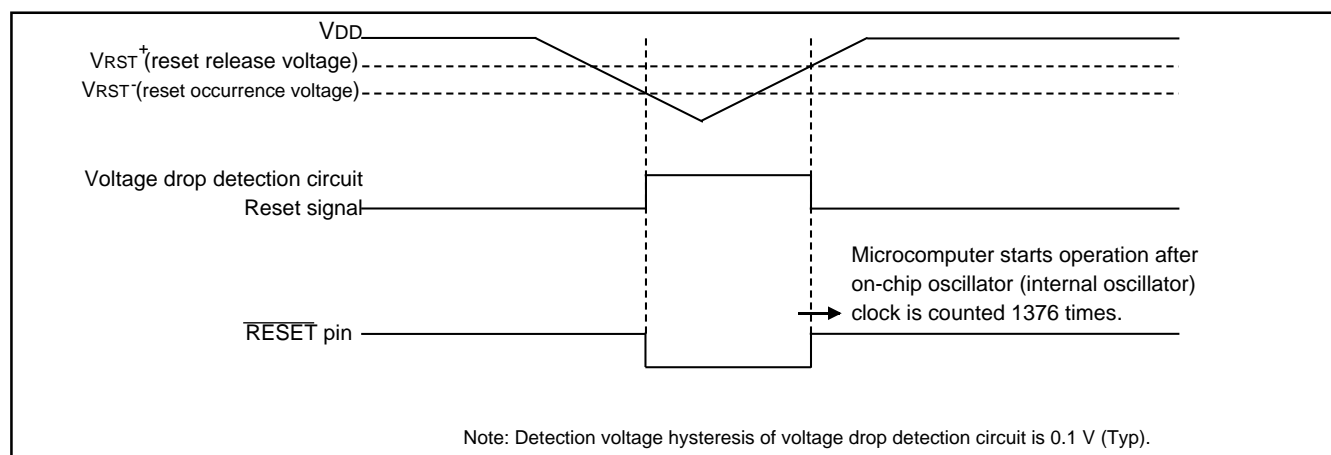 VDD
VRST+(reset release voltage)
VRST-(reset occurrence voltage)
Voltage drop detection circuit
Reset signal
Microcomputer starts operation after
on-chip oscillator (internal oscillator)
clock is counted 1376 times.
RESET pin
Note: Detection voltage hysteresis of voltage drop detection circuit is 0.1 V (Typ).